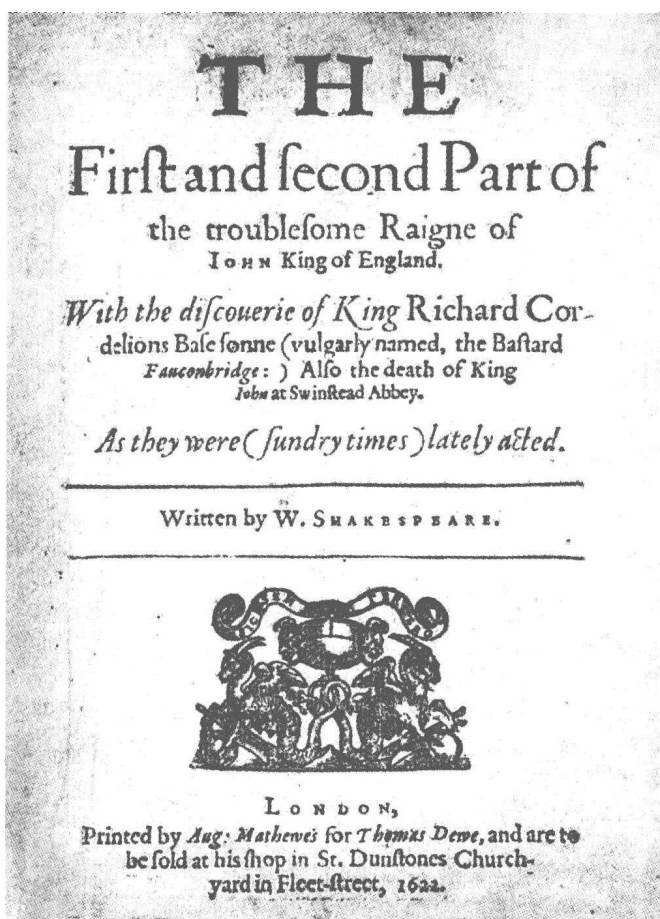 THE
Firſt and ſecond Part of
the troubleſome Raigne of
IOHN King of England.
With the diſcouerie of King Richard Cor-
delions Baſe ſonne (vulgarly named, the Baſtard
Fauconbridge: ) Alſo the death of King
Iohn at Swinſtead Abbey.
As they were (ſundry times) lately acted.
Written by W. SHAKESPEARE.
LONDON,
Printed by Aug: Mathewes for Thomas Dewe, and are to
be ſold at his ſhop in St. Dunſtones Church-
yard in Fleet-ſtreet, 1622.